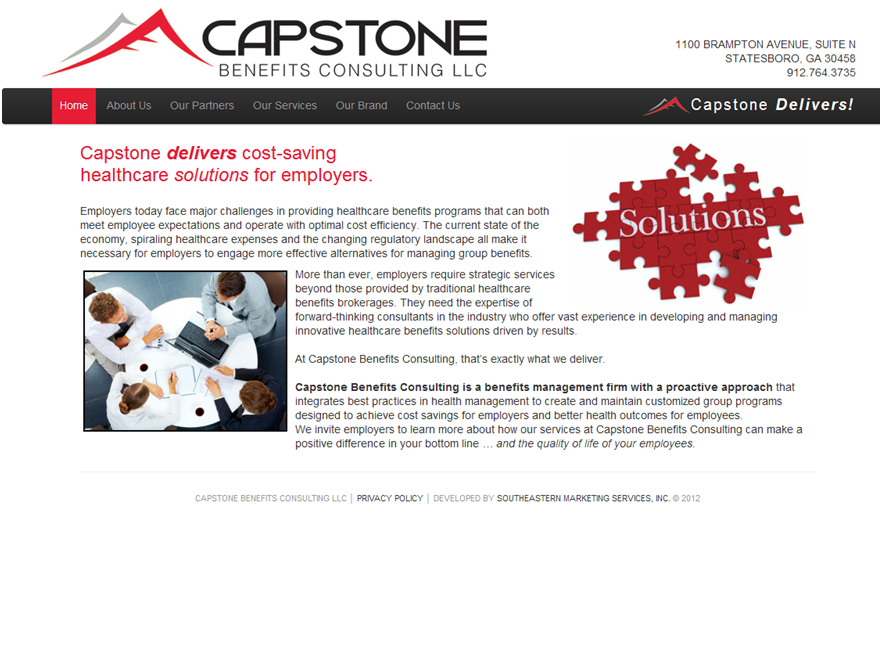 CAPSTONE
BENEFITS CONSULTING LLC
1100 BRAMPTON AVENUE, SUITE N
STATESBORO, GA 30458
912.764.3735
Home About Us Our Partners Our Services Our Brand Contact Us
Capstone Delivers!
Capstone delivers cost-saving
healthcare solutions for employers.
Solutions
Employers today face major challenges in providing healthcare benefits programs that can both
meet employee expectations and operate with optimal cost efficiency. The current state of the
economy, spiraling healthcare expenses and the changing regulatory landscape all make it
necessary for employers to engage more effective alternatives for managing group benefits.
More than ever, employers require strategic services
beyond those provided by traditional healthcare
benefits brokerages. They need the expertise of
forward-thinking consultants in the industry who offer vast experience in developing and managing
innovative healthcare benefits solutions driven by results.
At Capstone Benefits Consulting, that's exactly what we deliver.
Capstone Benefits Consulting is a benefits management firm with a proactive approach that
integrates best practices in health management to create and maintain customized group programs
designed to achieve cost savings for employers and better health outcomes for employees.
We invite employers to learn more about how our services at Capstone Benefits Consulting can make a
positive difference in your bottom line … and the quality of life of your employees.
CAPSTONE BENEFITS CONSULTING LLC | PRIVACY POLICY | DEVELOPED BY SOUTHEASTERN MARKETING SERVICES, INC. © 2012